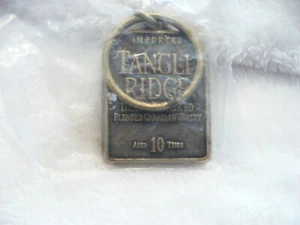 IMPORTED
TANGLE
RIDGE
BLENDED CANADIAN WHISKY
AGED 10 YEARS